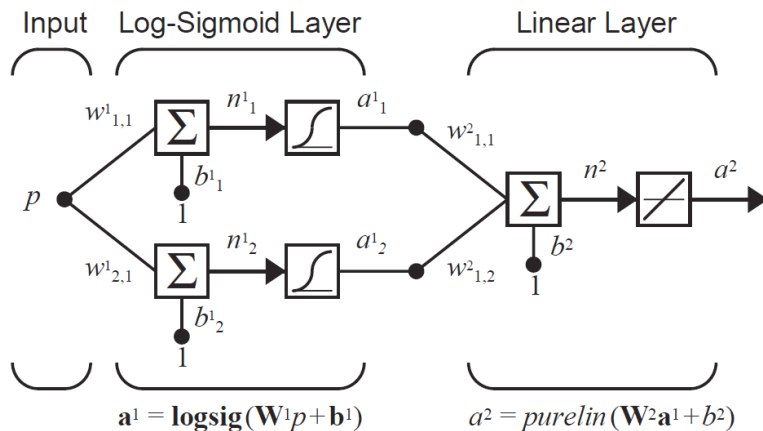 Input Log-Sigmoid Layer Linear Layer
w¹₁,₁ n¹₁ a¹₁ w²₁,₁
Σ
b¹₁
1
p Σ n² a²
b²
1
w¹₂,₁ n¹₂ a¹₂ w²₁,₂
Σ
b¹₂
1
a¹ = logsig(W¹p+b¹) a² = purelin(W²a¹+b²)